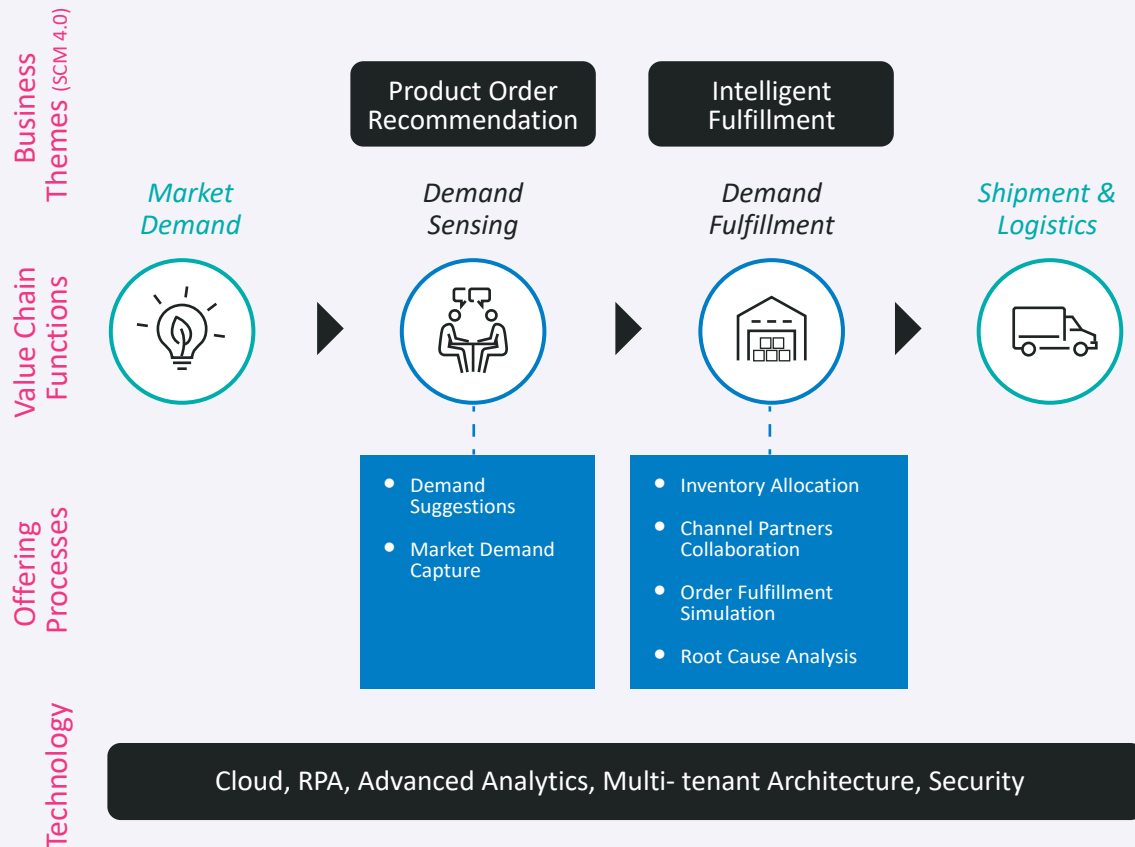 Business
Themes (SCM 4.0)
Product Order
Recommendation
Intelligent
Fulfillment
Value Chain
Functions
Market
Demand
Demand
Sensing
Demand
Fulfillment
Shipment &
Logistics
Offering
Processes
• Demand
Suggestions
• Market Demand
Capture
• Inventory Allocation
• Channel Partners
Collaboration
• Order Fulfillment
Simulation
• Root Cause Analysis
Technology
Cloud, RPA, Advanced Analytics, Multi- tenant Architecture, Security